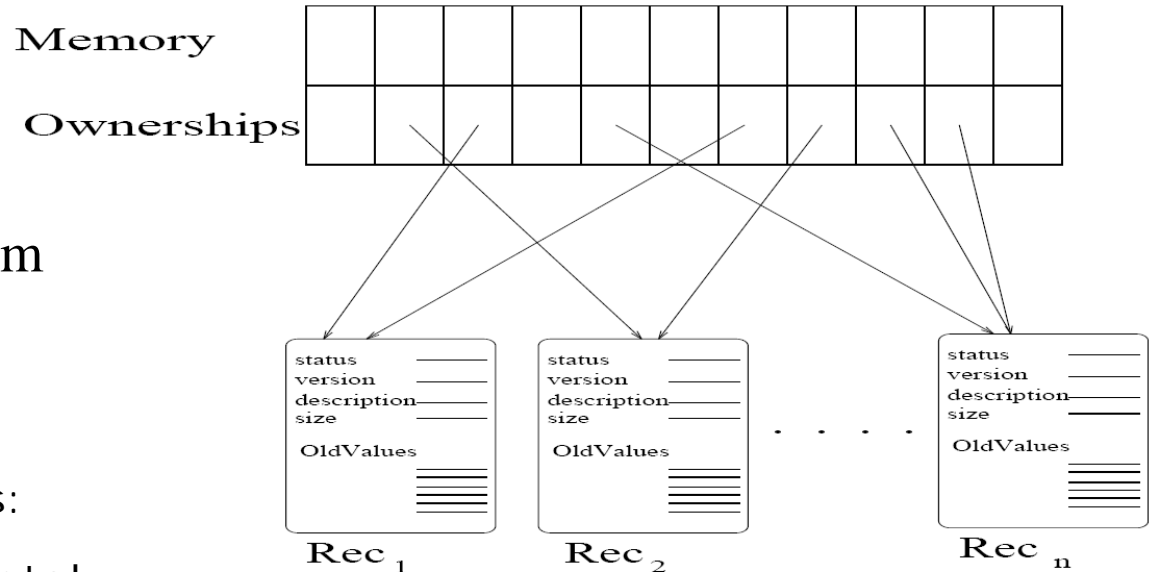 Memory
Ownerships
m
status
version
description
size
OldValues
status
version
description
size
OldValues
. . . .
status
version
description
size
OldValues
s:
Rec 1
Rec 2
Rec n